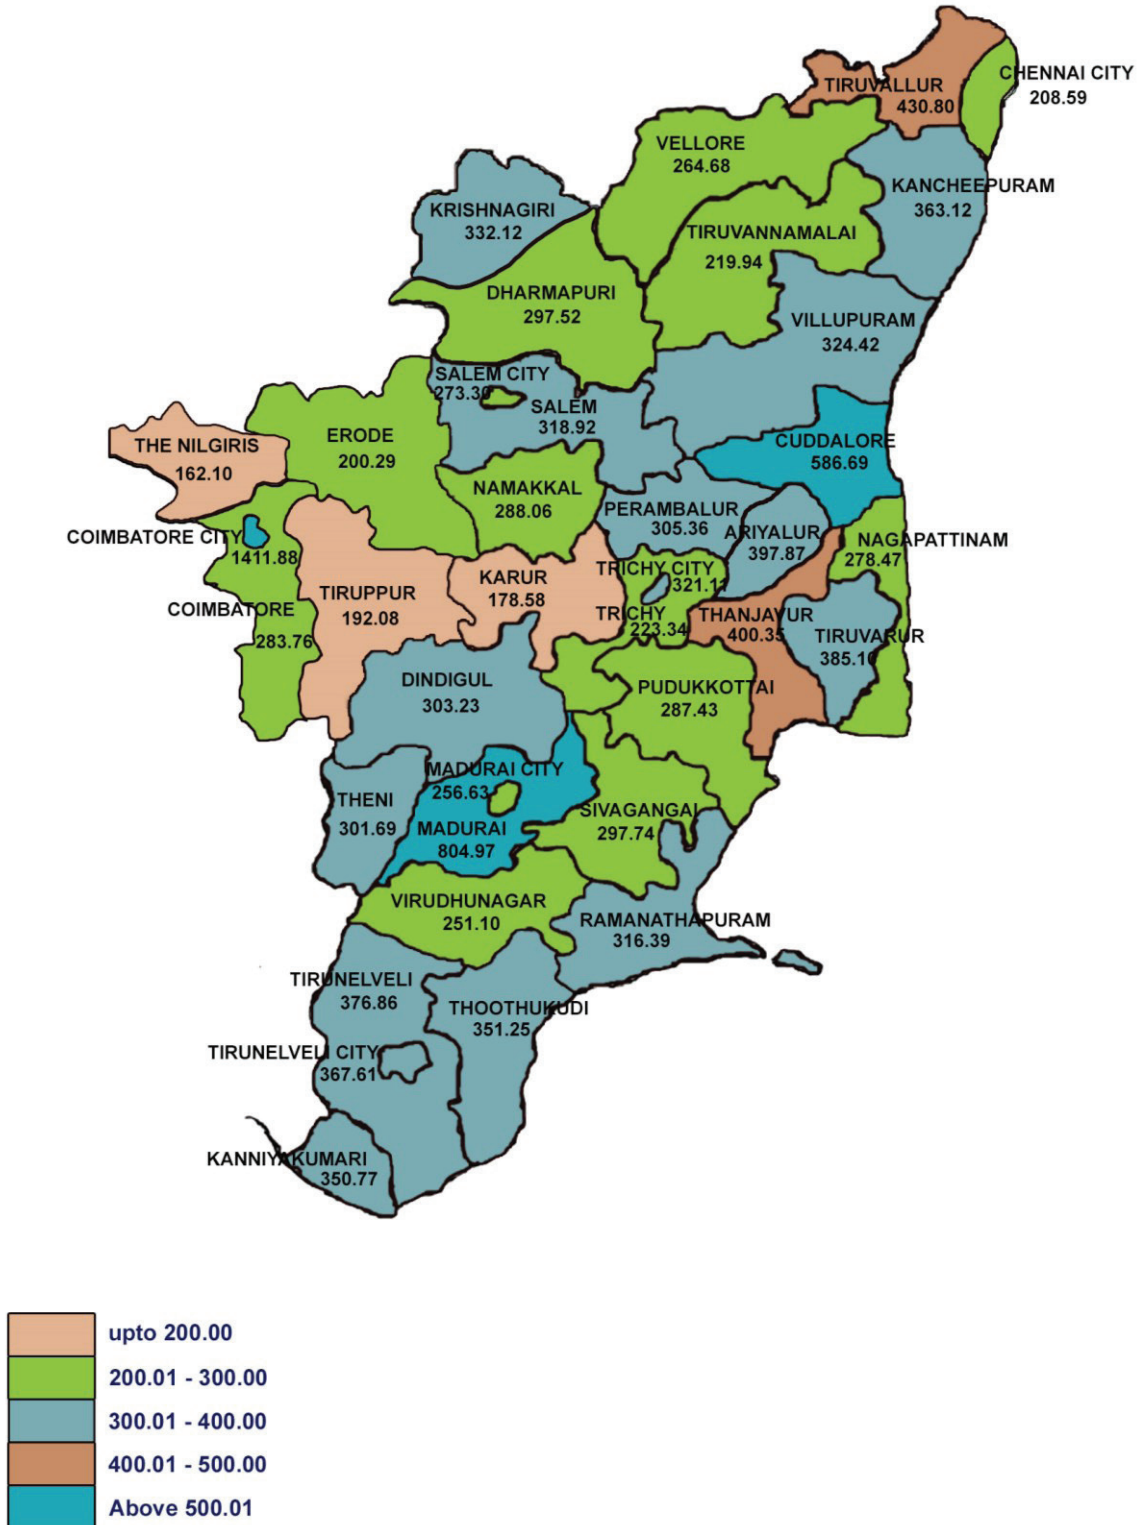 CHENNAI CITY
208.59
TIRUVALLUR
430.80
VELLORE
264.68
KANCHEEPURAM
363.12
KRISHNAGIRI
332.12
TIRUVANNAMALAI
219.94
DHARMAPURI
297.52
VILLUPURAM
324.42
SALEM CITY
273.30
SALEM
318.92
THE NILGIRIS
162.10
ERODE
200.29
CUDDALORE
586.69
NAMAKKAL
288.06
PERAMBALUR
305.36
ARIYALUR
397.87
COIMBATORE CITY
1411.88
NAGAPATTINAM
278.47
TRICHY CITY
321.11
KARUR
178.58
TIRUPPUR
192.08
COIMBATORE
283.76
TRICHY
223.34
THANJAVUR
400.35
TIRUVARUR
385.10
DINDIGUL
303.23
PUDUKKOTTAI
287.43
MADURAI CITY
256.63
THENI
301.69
MADURAI
804.97
SIVAGANGAI
297.74
VIRUDHUNAGAR
251.10
RAMANATHAPURAM
316.39
TIRUNELVELI
376.86
THOOTHUKUDI
351.25
TIRUNELVELI CITY
367.61
KANNIYAKUMARI
350.77
upto 200.00
200.01 - 300.00
300.01 - 400.00
400.01 - 500.00
Above 500.01